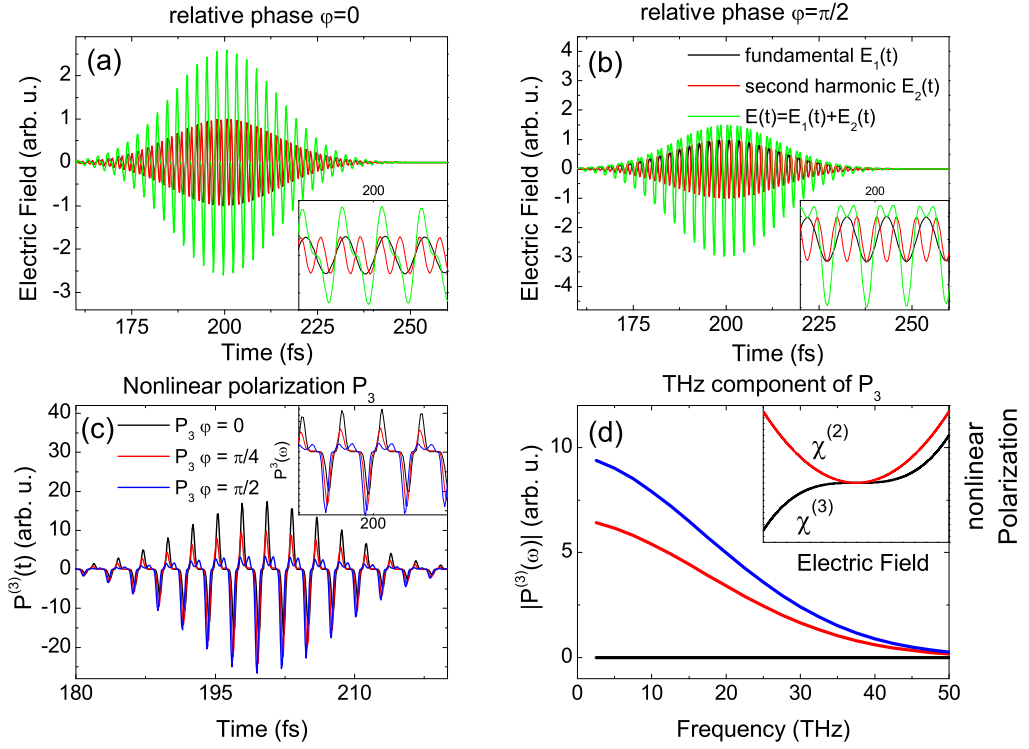 relative phase φ=0
relative phase φ=π/2
(a)
2
1
0
-1
-2
-3
Electric Field (arb. u.)
200
175
200
225
250
Time (fs)
(b)
fundamental E₁(t)
second harmonic E₂(t)
E(t)=E₁(t)+E₂(t)
4
3
2
1
0
-1
-2
-3
-4
Electric Field (arb. u.)
200
175
200
225
250
Time (fs)
Nonlinear polarization P₃
(c)
P₃ φ = 0
P₃ φ = π/4
P₃ φ = π/2
40
30
20
10
0
-10
-20
P⁽³⁾(t) (arb. u.)
P³(ω)
200
180
195
210
Time (fs)
THz component of P₃
(d)
10
5
0
|P⁽³⁾(ω)| (arb. u.)
χ⁽²⁾
χ⁽³⁾
Electric Field
nonlinear
Polarization
0
10
20
30
40
50
Frequency (THz)